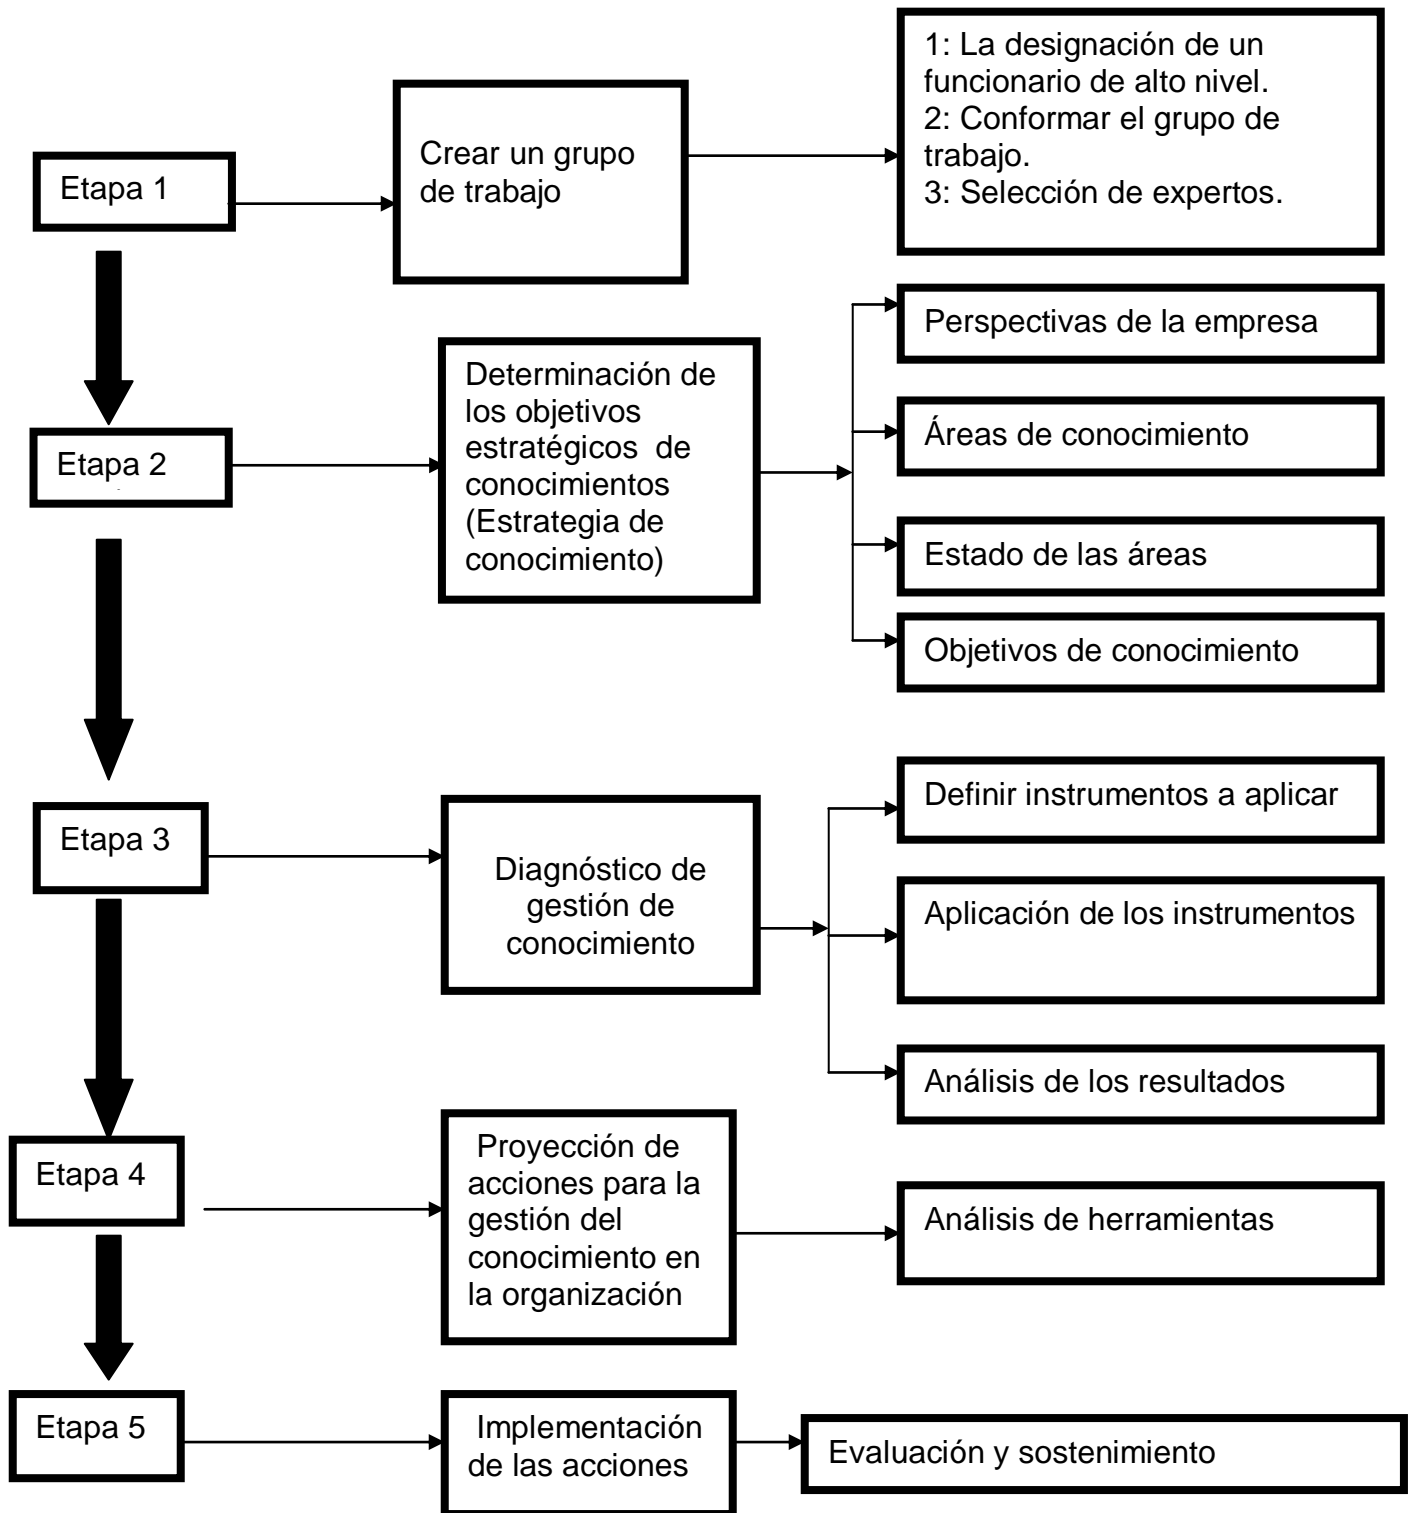 Etapa 1
Crear un grupo
de trabajo
1: La designación de un
funcionario de alto nivel.
2: Conformar el grupo de
trabajo.
3: Selección de expertos.
Etapa 2
Determinación de
los objetivos
estratégicos  de
conocimientos
(Estrategia de
conocimiento)
Perspectivas de la empresa
Áreas de conocimiento
Estado de las áreas
Objetivos de conocimiento
Etapa 3
Diagnóstico de
gestión de
conocimiento
Definir instrumentos a aplicar
Aplicación de los instrumentos
Análisis de los resultados
Etapa 4
Proyección de
acciones para la
gestión del
conocimiento en
la organización
Análisis de herramientas
Etapa 5
Implementación
de las acciones
Evaluación y sostenimiento